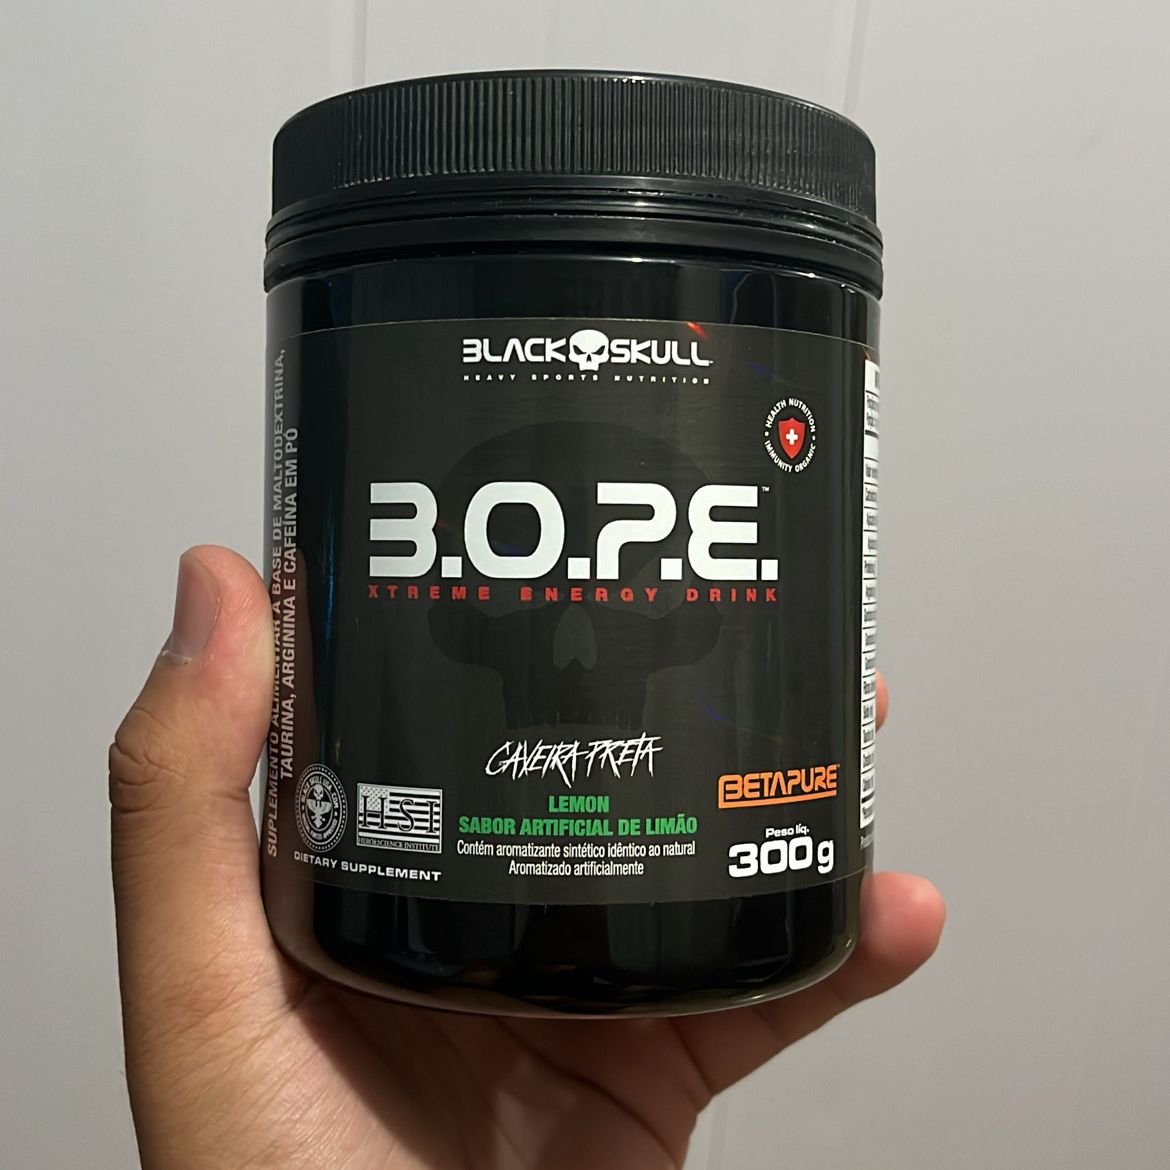 BLACK SKULL
HEAVY SPORTS NUTRITION
HEALTH NUTRITION
IMMUNITY ORGANIC
B.O.P.E.™
XTREME ENERGY DRINK
CAVEIRA PRETA
LEMON
SABOR ARTIFICIAL DE LIMÃO
Contém aromatizante sintético idêntico ao natural
Aromatizado artificialmente
BETAPURE
Peso líq.
300g
HSI
DIETARY SUPPLEMENT
SUPLEMENTO ALIMENTAR À BASE DE MALTODEXTRINA,
TAURINA, ARGININA E CAFEÍNA EM PÓ